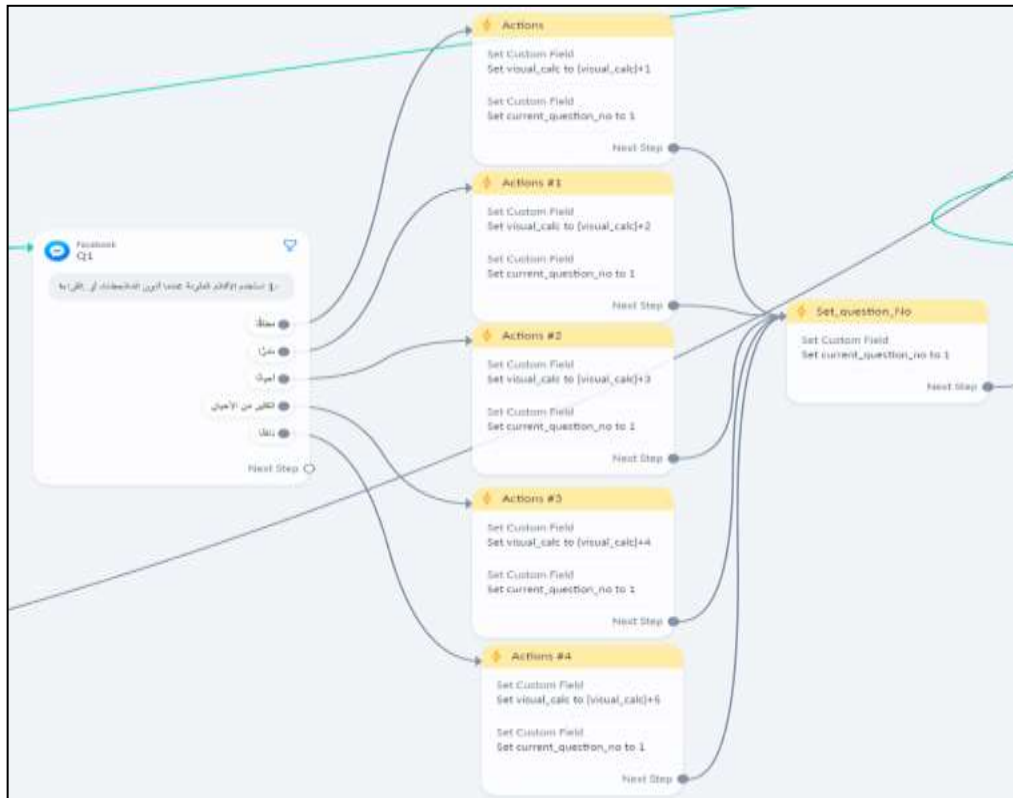 Facebook
Q1
نادرًا
أحيانًا
الكثير من الأحيان
دائمًا
Next Step
Actions
Set Custom Field
Set visual_calc to {visual_calc}+1
Set Custom Field
Set current_question_no to 1
Next Step
Actions #1
Set Custom Field
Set visual_calc to {visual_calc}+2
Set Custom Field
Set current_question_no to 1
Next Step
Actions #2
Set Custom Field
Set visual_calc to {visual_calc}+3
Set Custom Field
Set current_question_no to 1
Next Step
Actions #3
Set Custom Field
Set visual_calc to {visual_calc}+4
Set Custom Field
Set current_question_no to 1
Next Step
Actions #4
Set Custom Field
Set visual_calc to {visual_calc}+5
Set Custom Field
Set current_question_no to 1
Next Step
Set_question_No
Set Custom Field
Set current_question_no to 1
Next Step